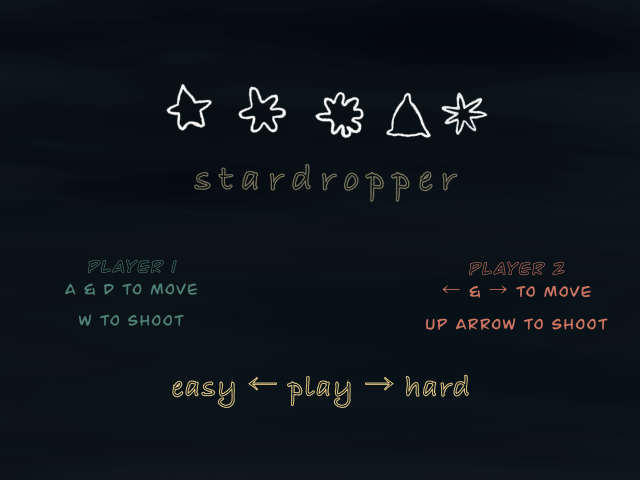 stardropper
PLAYER 1
A & D TO MOVE
W TO SHOOT
PLAYER 2
← & → TO MOVE
UP ARROW TO SHOOT
easy ← play → hard